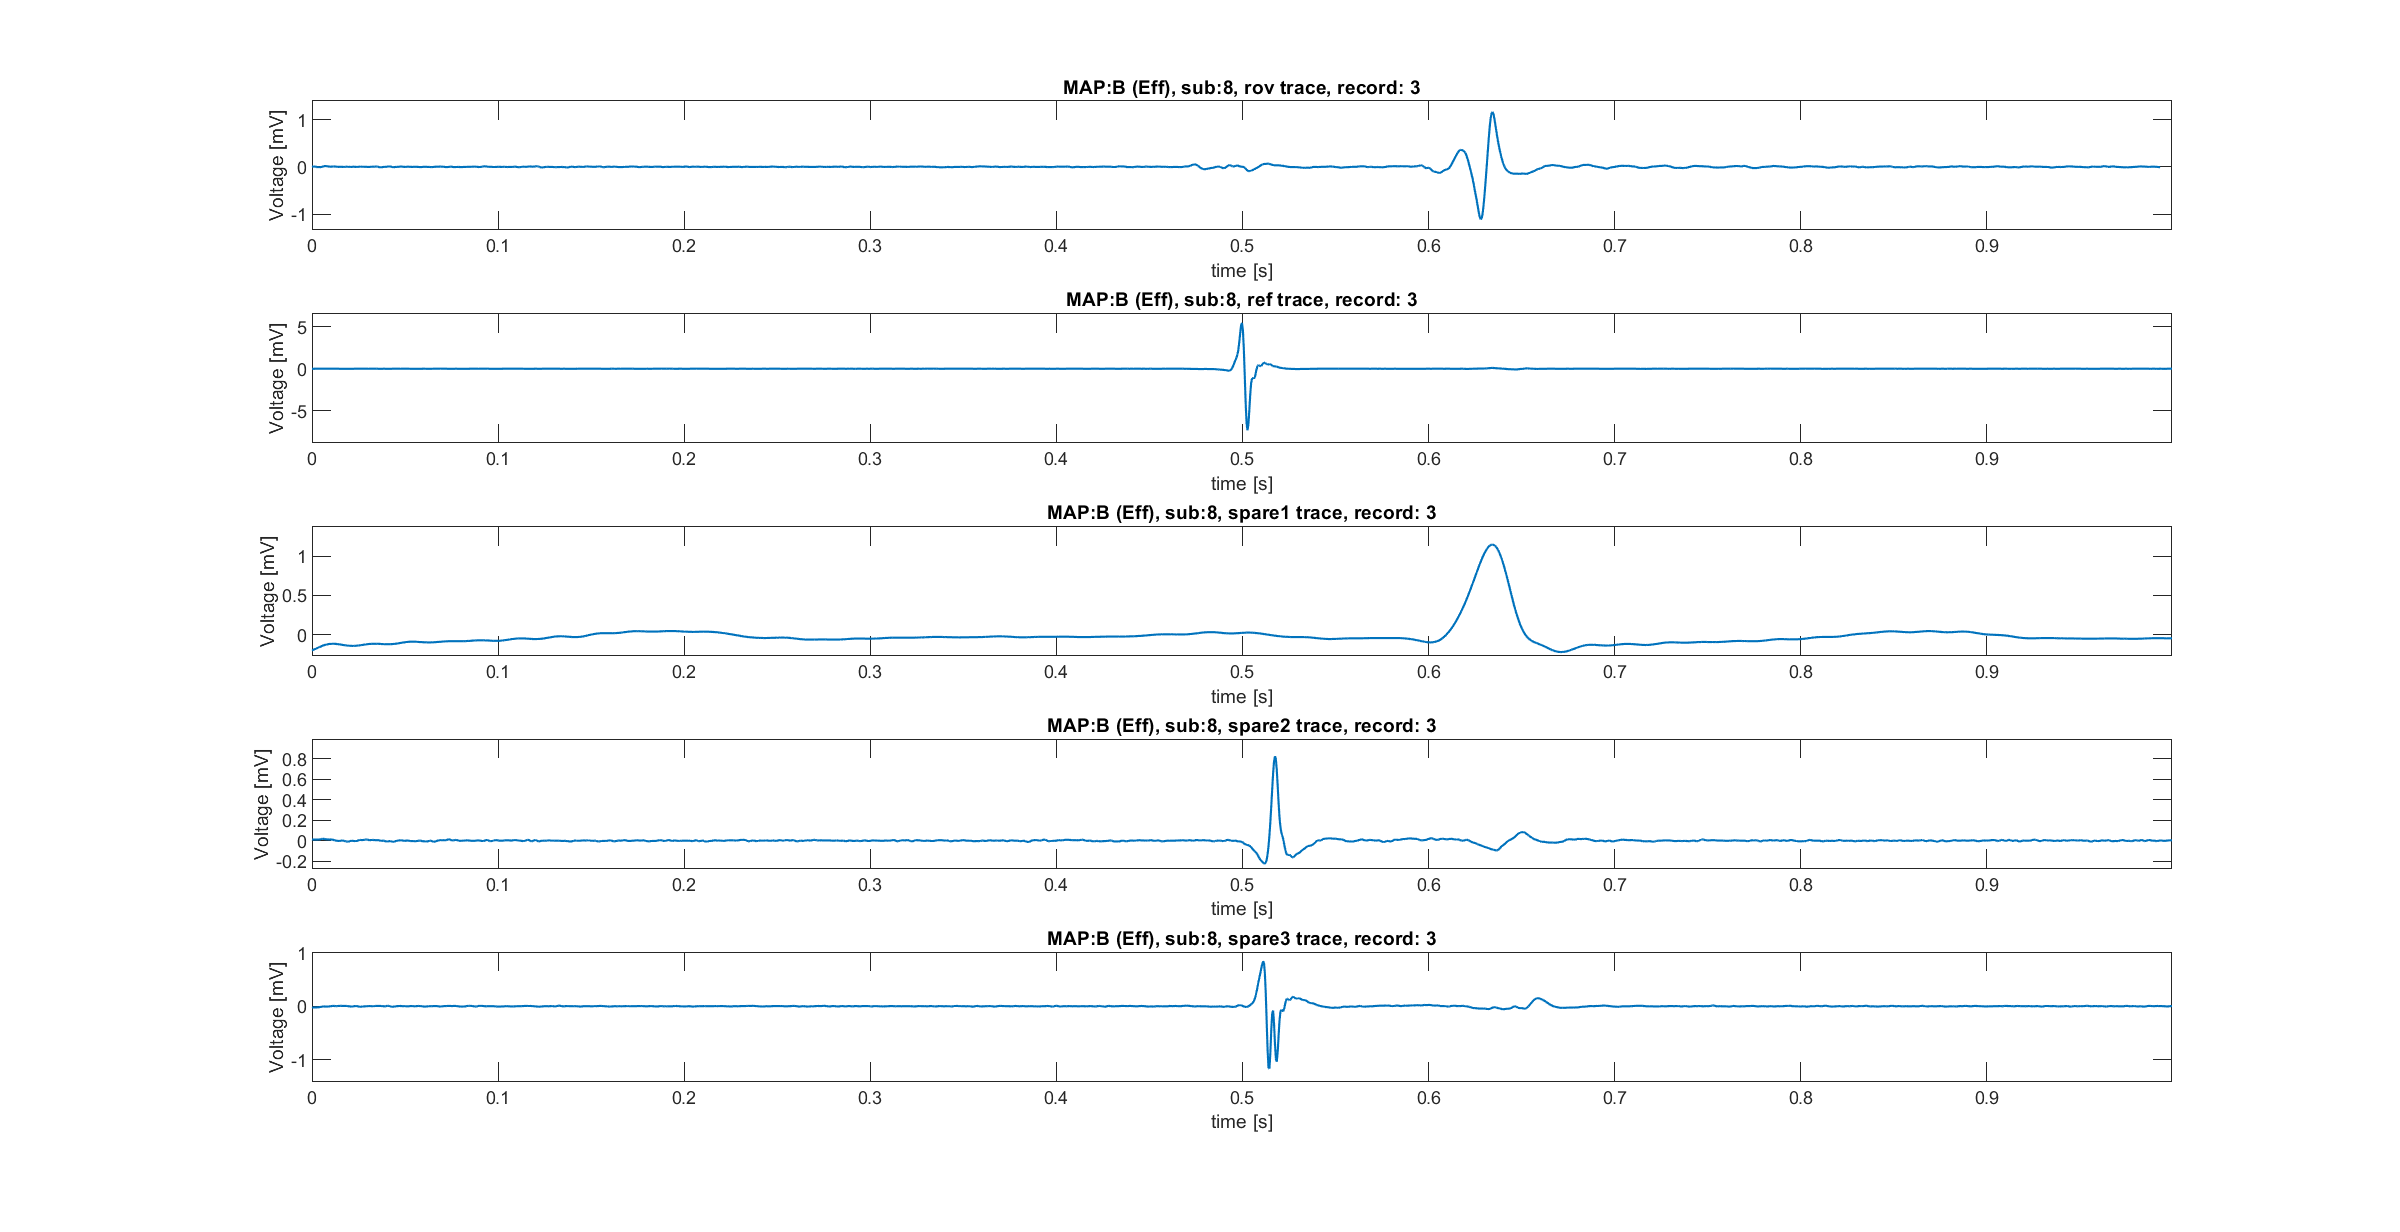 MAP:B (Eff), sub:8, rov trace, record: 3
Voltage [mV]
1
0
-1
0 0.1 0.2 0.3 0.4 0.5 0.6 0.7 0.8 0.9
time [s]
MAP:B (Eff), sub:8, ref trace, record: 3
Voltage [mV]
5
0
-5
0 0.1 0.2 0.3 0.4 0.5 0.6 0.7 0.8 0.9
time [s]
MAP:B (Eff), sub:8, spare1 trace, record: 3
Voltage [mV]
1
0.5
0
0 0.1 0.2 0.3 0.4 0.5 0.6 0.7 0.8 0.9
time [s]
MAP:B (Eff), sub:8, spare2 trace, record: 3
Voltage [mV]
0.8
0.6
0.4
0.2
0
-0.2
0 0.1 0.2 0.3 0.4 0.5 0.6 0.7 0.8 0.9
time [s]
MAP:B (Eff), sub:8, spare3 trace, record: 3
Voltage [mV]
1
0
-1
0 0.1 0.2 0.3 0.4 0.5 0.6 0.7 0.8 0.9
time [s]